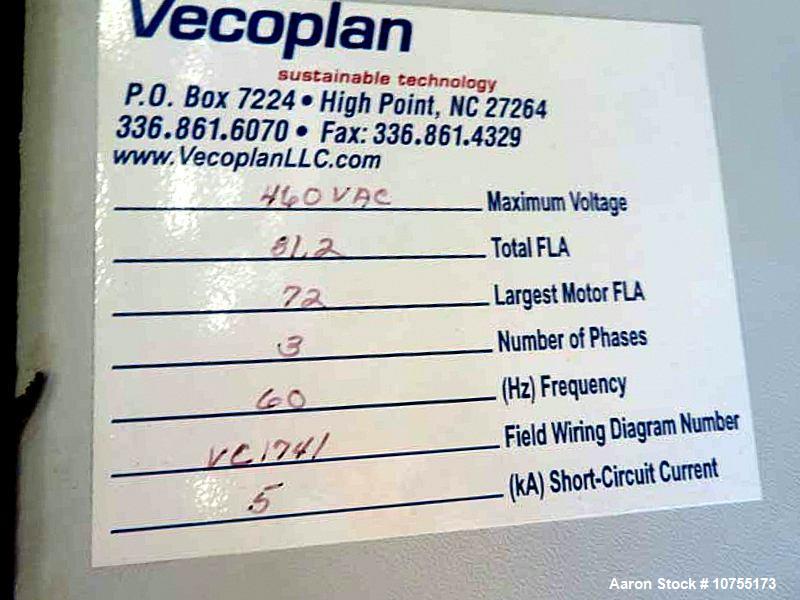 Vecoplan
sustainable technology
P.O. Box 7224 • High Point, NC 27264
336.861.6070 • Fax: 336.861.4329
www.VecoplanLLC.com
460 VAC Maximum Voltage
81.2 Total FLA
72 Largest Motor FLA
3 Number of Phases
60 (Hz) Frequency
VC1741 Field Wiring Diagram Number
5 (kA) Short-Circuit Current
Aaron Stock # 10755173